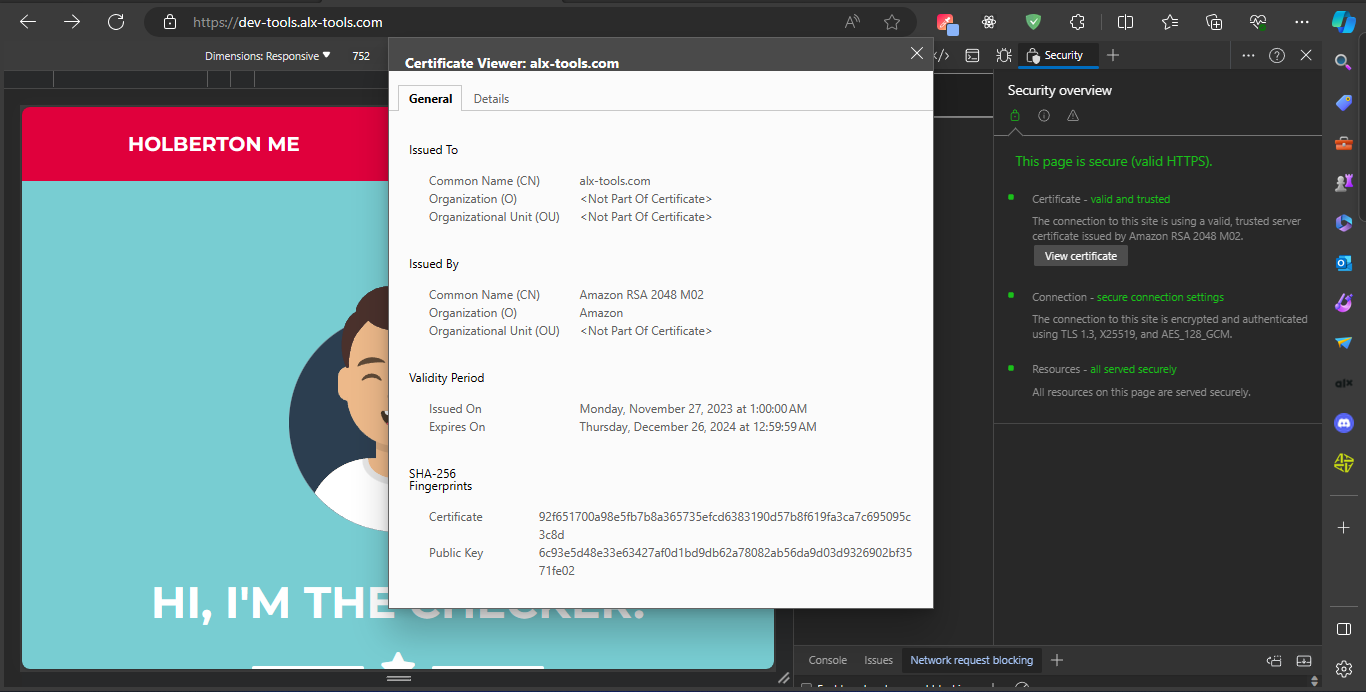 https://dev-tools.alx-tools.com
Dimensions: Responsive 752
HOLBERTON ME
HI, I'M THE CHECKER.
Certificate Viewer: alx-tools.com
General Details
Issued To
Common Name (CN) alx-tools.com
Organization (O) <Not Part Of Certificate>
Organizational Unit (OU) <Not Part Of Certificate>
Issued By
Common Name (CN) Amazon RSA 2048 M02
Organization (O) Amazon
Organizational Unit (OU) <Not Part Of Certificate>
Validity Period
Issued On Monday, November 27, 2023 at 1:00:00 AM
Expires On Thursday, December 26, 2024 at 12:59:59 AM
SHA-256
Fingerprints
Certificate 92f651700a98e5fb7b8a365735efcd6383190d57b8f619fa3ca7c695095c
3c8d
Public Key 6c93e5d48e33e63427af0d1bd9db62a78082ab56da9d03d9326902bf35
71fe02
Security
Security overview
This page is secure (valid HTTPS).
Certificate - valid and trusted
The connection to this site is using a valid, trusted server
certificate issued by Amazon RSA 2048 M02.
View certificate
Connection - secure connection settings
The connection to this site is encrypted and authenticated
using TLS 1.3, X25519, and AES_128_GCM.
Resources - all served securely
All resources on this page are served securely.
Console Issues Network request blocking
alx